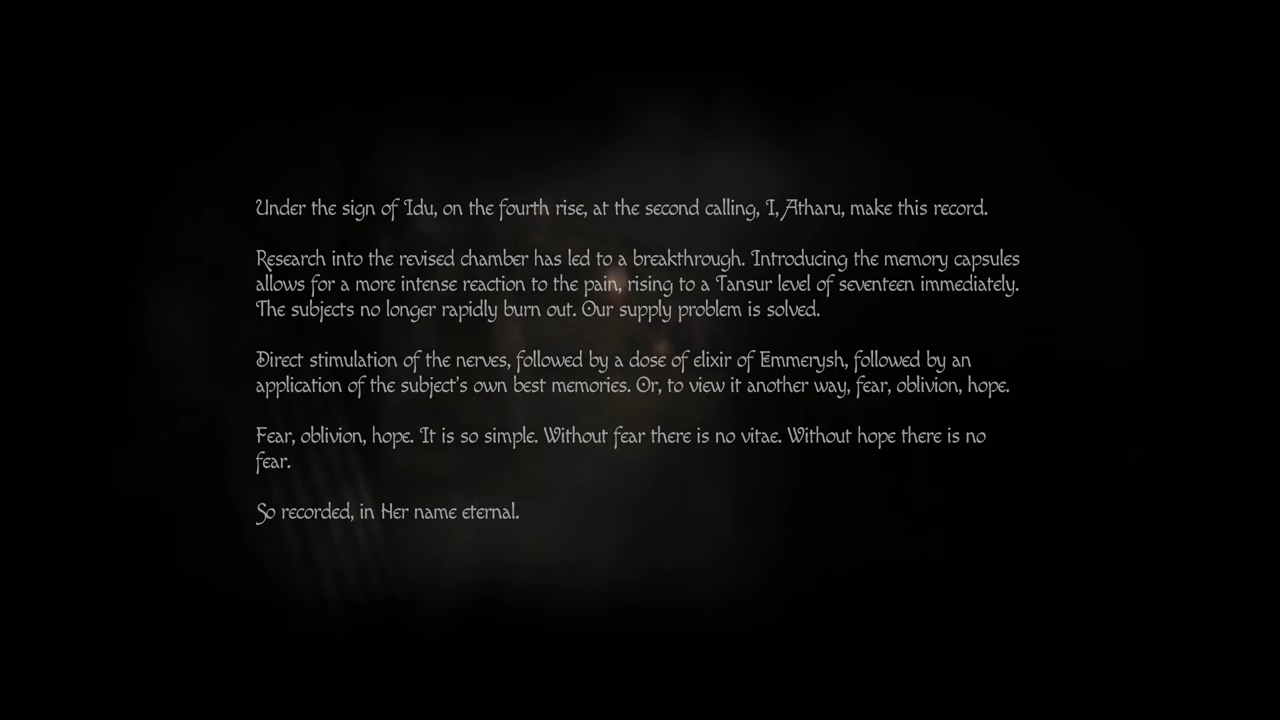 Under the sign of Idu, on the fourth rise, at the second calling, I, Atharu, make this record.
Research into the revised chamber has led to a breakthrough. Introducing the memory capsules
allows for a more intense reaction to the pain, rising to a Tansur level of seventeen immediately.
The subjects no longer rapidly burn out. Our supply problem is solved.
Direct stimulation of the nerves, followed by a dose of elixir of Emmerysh, followed by an
application of the subject's own best memories. Or, to view it another way, fear, oblivion, hope.
Fear, oblivion, hope. It is so simple. Without fear there is no vitae. Without hope there is no
fear.
So recorded, in Her name eternal.